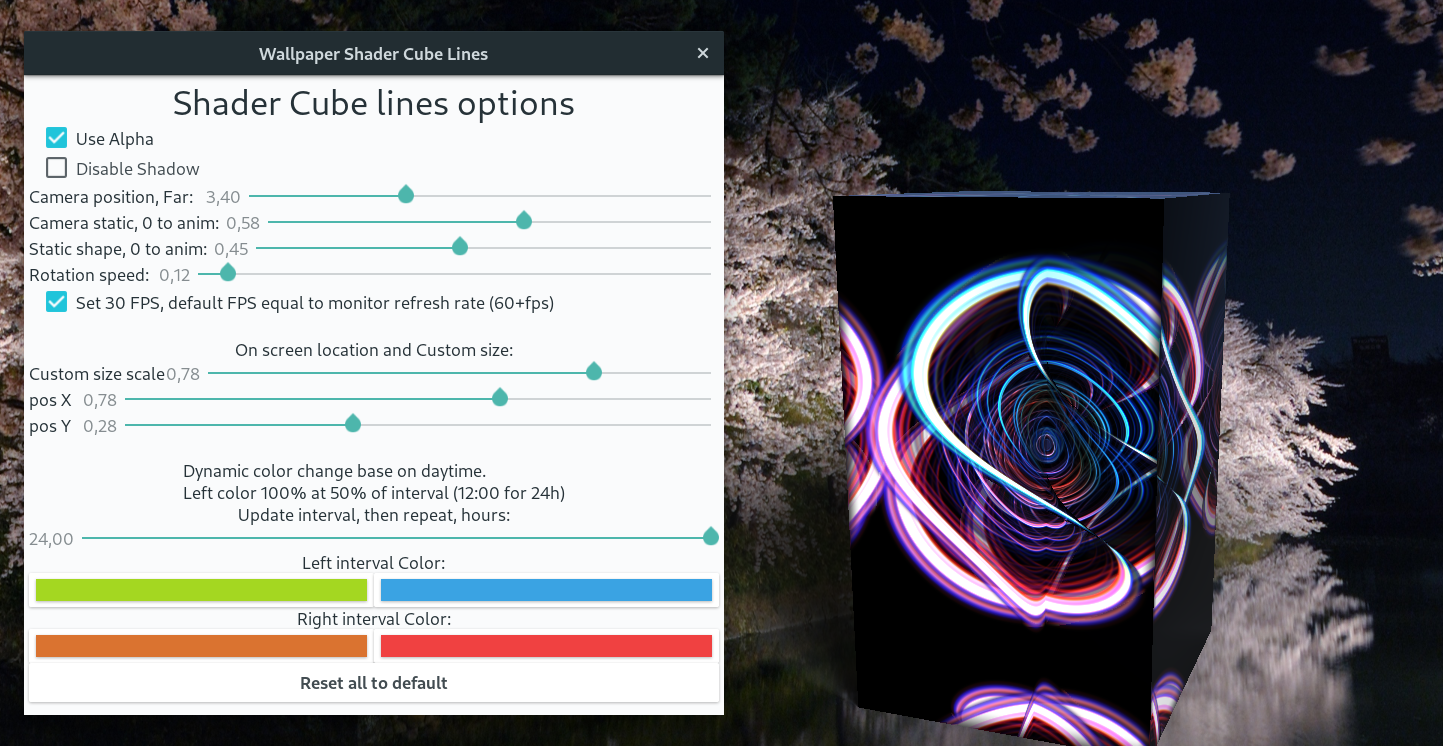 Wallpaper Shader Cube Lines
Shader Cube lines options
Use Alpha
Disable Shadow
Camera position, Far: 3,40
Camera static, 0 to anim: 0,58
Static shape, 0 to anim: 0,45
Rotation speed: 0,12
Set 30 FPS, default FPS equal to monitor refresh rate (60+fps)
On screen location and Custom size:
Custom size scale 0,78
pos X 0,78
pos Y 0,28
Dynamic color change base on daytime.
Left color 100% at 50% of interval (12:00 for 24h)
Update interval, then repeat, hours:
24,00
Left interval Color:
Right interval Color:
Reset all to default